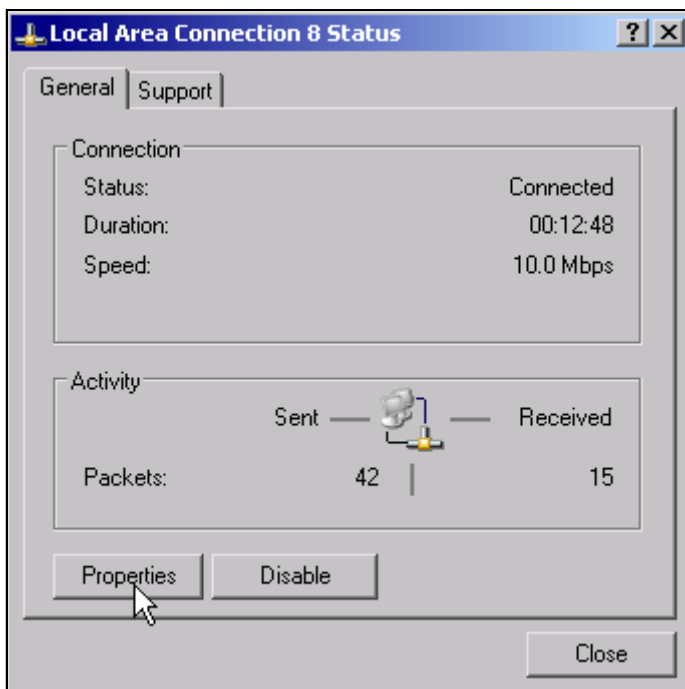 Local Area Connection 8 Status
General Support
Connection
Status: Connected
Duration: 00:12:48
Speed: 10.0 Mbps
Activity
Sent Received
Packets: 42 15
Properties Disable
Close